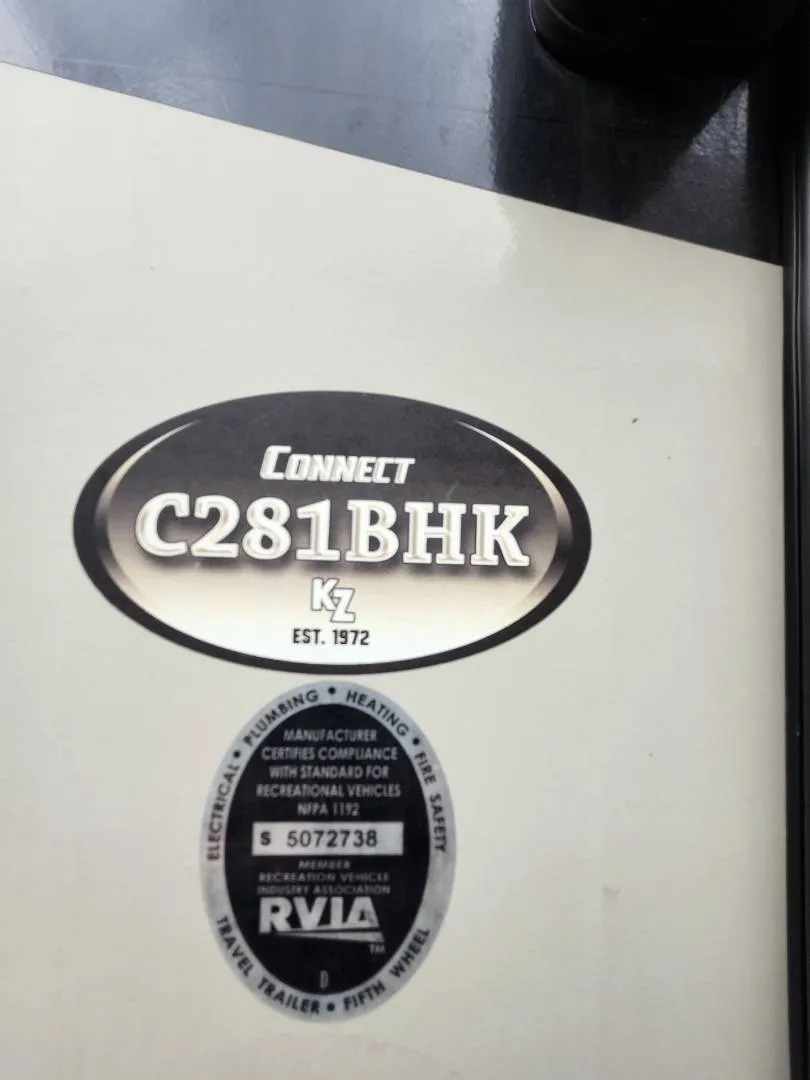 CONNECT
C281BHK
KZ
EST. 1972
ELECTRICAL • PLUMBING • HEATING • FIRE SAFETY
MANUFACTURER
CERTIFIES COMPLIANCE
WITH STANDARD FOR
RECREATIONAL VEHICLES
NFPA 1192
S 5072738
MEMBER
RECREATION VEHICLE
INDUSTRY ASSOCIATION
RVIA
TM
D
TRAVEL TRAILER • FIFTH WHEEL